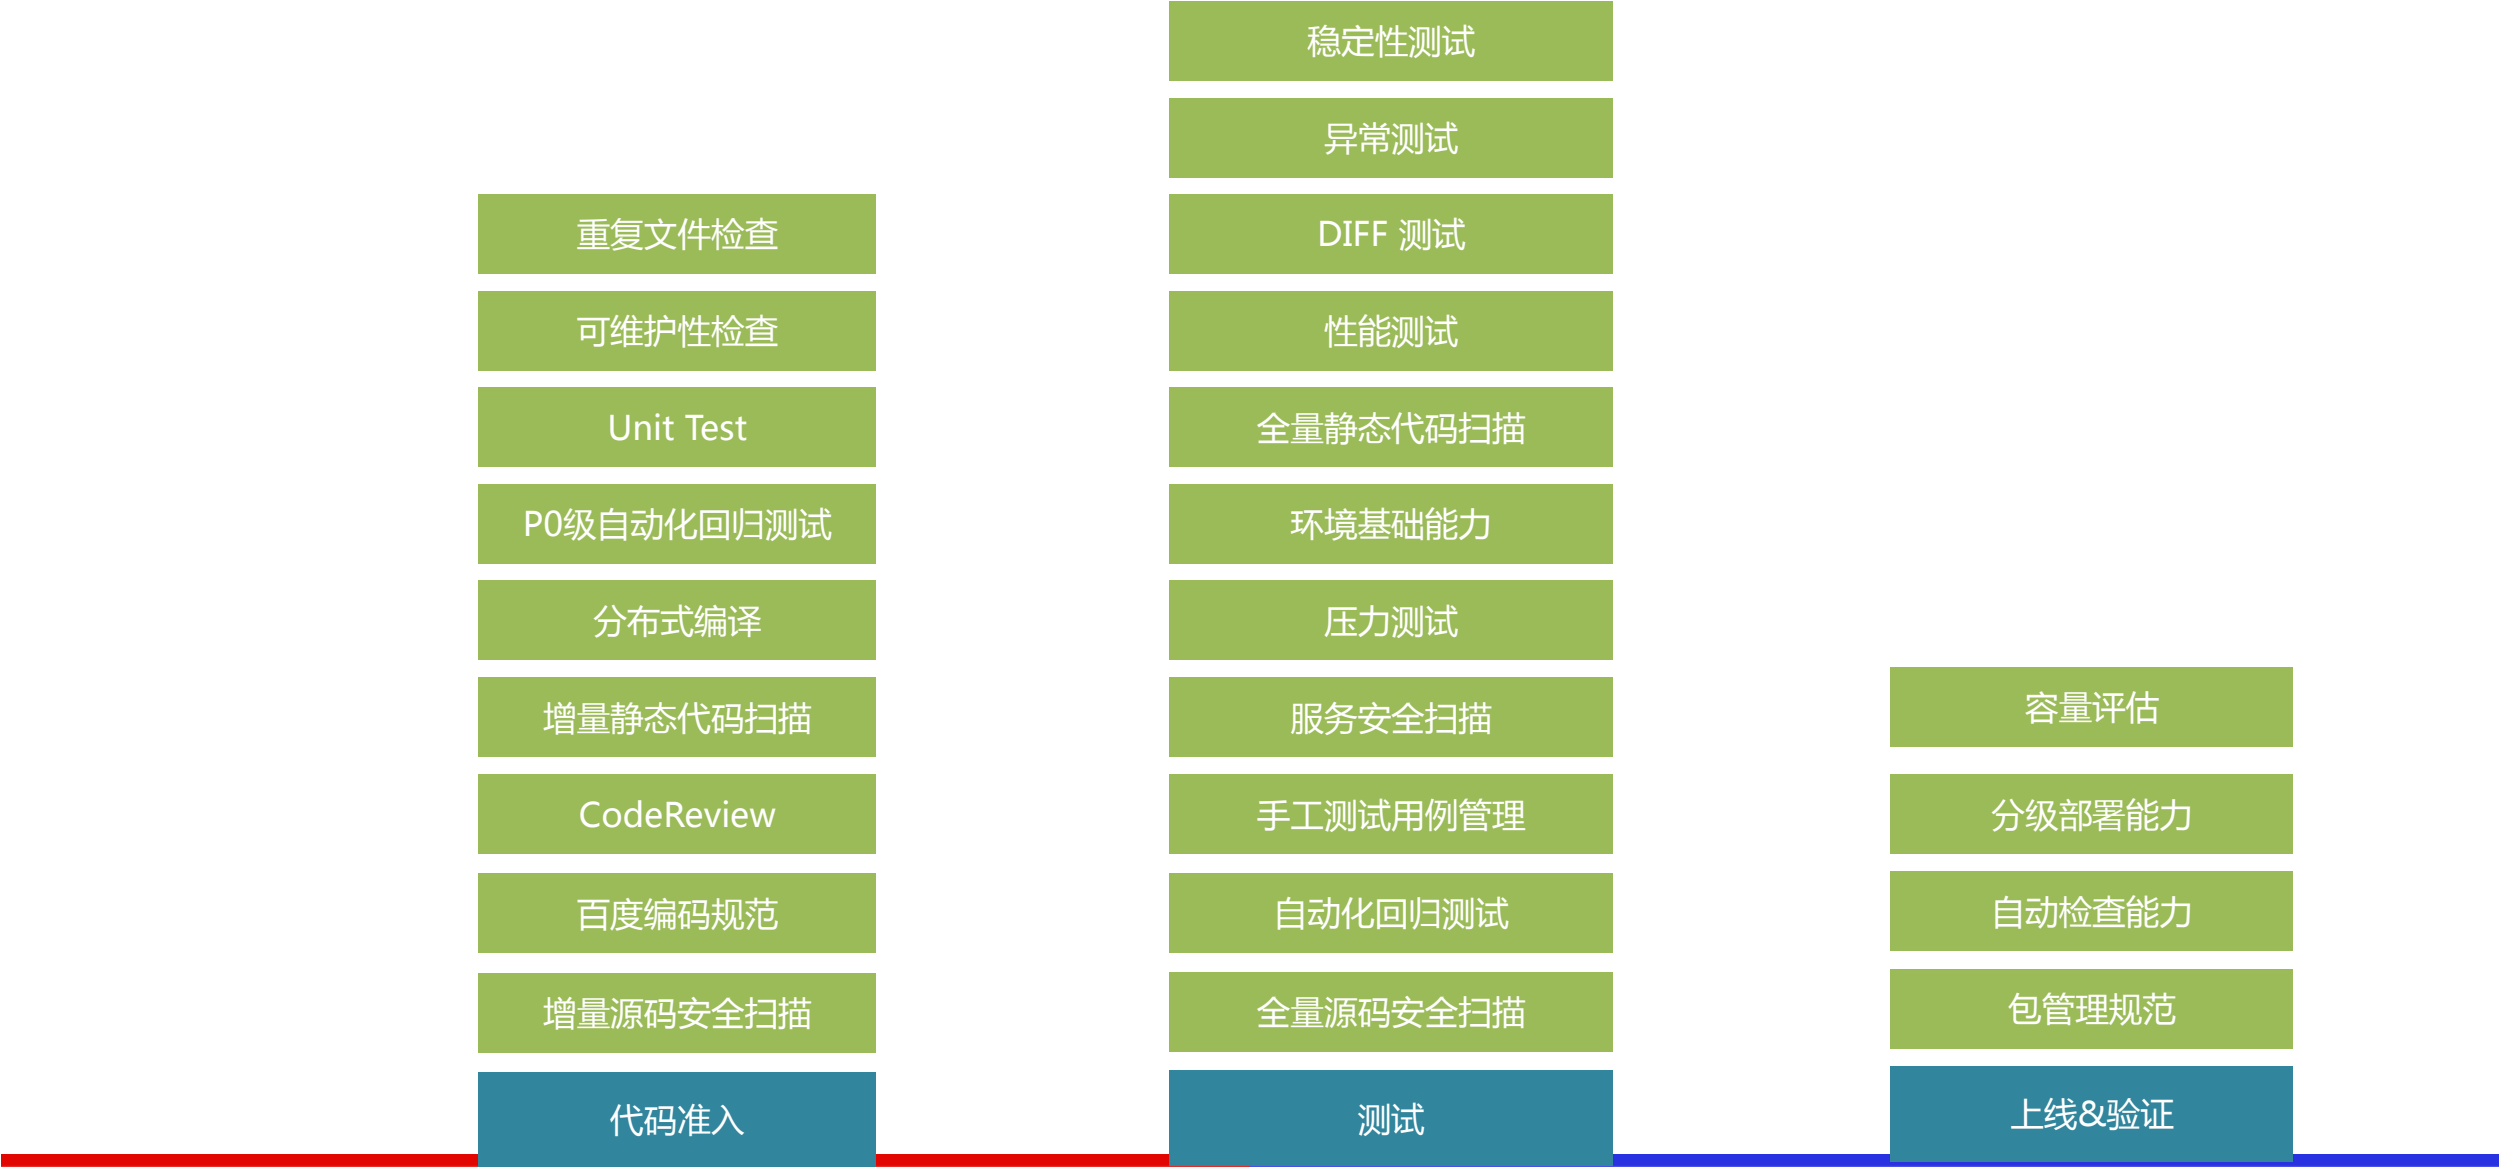 重复文件检查
可维护性检查
Unit Test
P0级自动化回归测试
分布式编译
增量静态代码扫描
CodeReview
百度编码规范
增量源码安全扫描
代码准入
稳定性测试
异常测试
DIFF 测试
性能测试
全量静态代码扫描
环境基础能力
压力测试
服务安全扫描
手工测试用例管理
自动化回归测试
全量源码安全扫描
测试
容量评估
分级部署能力
自动检查能力
包管理规范
上线&验证